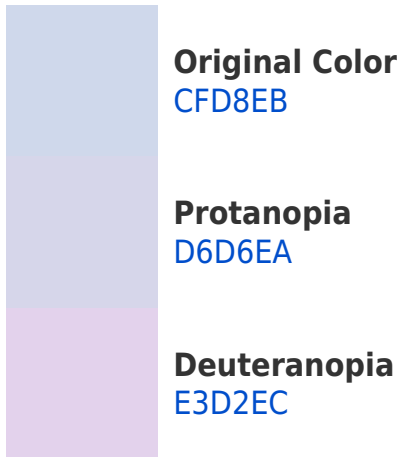 Original Color
CFD8EB
Protanopia
D6D6EA
Deuteranopia
E3D2EC